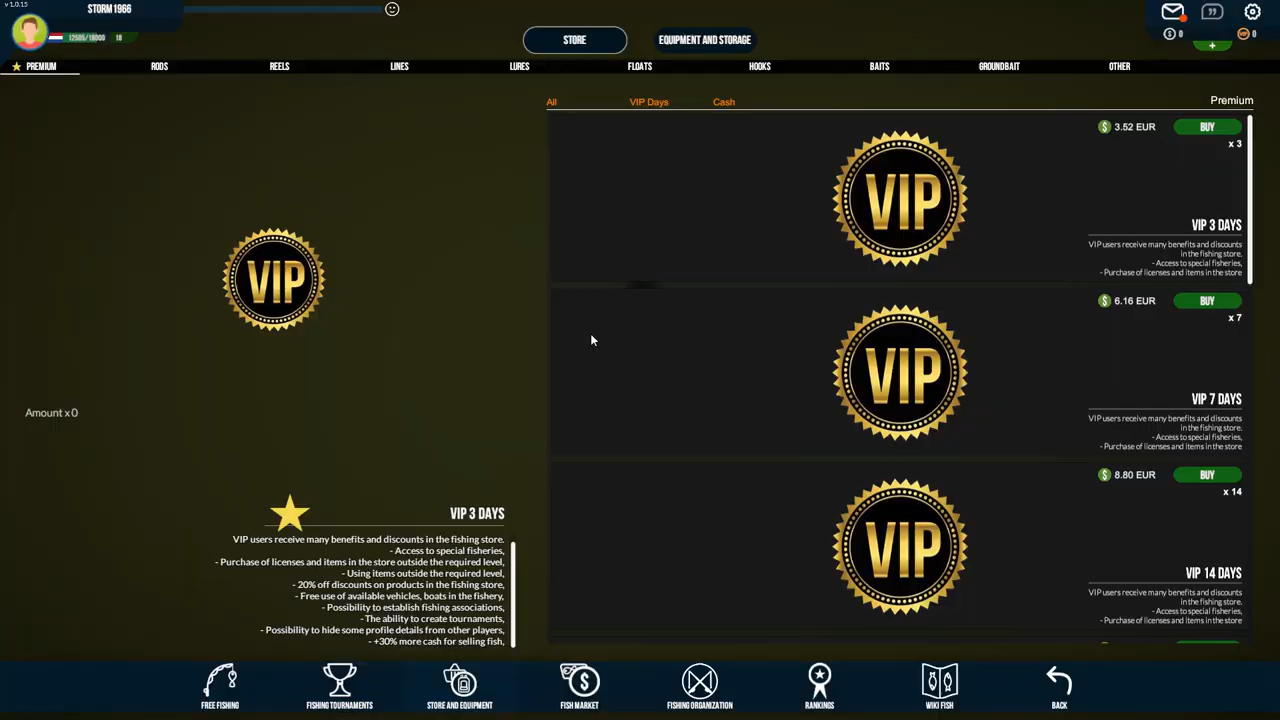 v 1.0.15
STORM1966
12505/18000 18
0
0
STORE
EQUIPMENT AND STORAGE
PREMIUM
RODS
REELS
LINES
LURES
FLOATS
HOOKS
BAITS
GROUNDBAIT
OTHER
All
VIP Days
Cash
Premium
VIP
Amount x 0
VIP 3 DAYS
VIP users receive many benefits and discounts in the fishing store.
- Access to special fisheries,
- Purchase of licenses and items in the store outside the required level,
- Using items outside the required level,
- 20% off discounts on products in the fishing store,
- Free use of available vehicles, boats in the fishery,
- Possibility to establish fishing associations,
- The ability to create tournaments,
- Possibility to hide some profile details from other players,
- +30% more cash for selling fish,
VIP
3.52 EUR
BUY
x 3
VIP 3 DAYS
VIP users receive many benefits and discounts
in the fishing store.
- Access to special fisheries,
- Purchase of licenses and items in the store
VIP
6.16 EUR
BUY
x 7
VIP 7 DAYS
VIP users receive many benefits and discounts
in the fishing store.
- Access to special fisheries,
- Purchase of licenses and items in the store
VIP
8.80 EUR
BUY
x 14
VIP 14 DAYS
VIP users receive many benefits and discounts
in the fishing store.
- Access to special fisheries,
- Purchase of licenses and items in the store
FREE FISHING
FISHING TOURNAMENTS
STORE AND EQUIPMENT
FISH MARKET
FISHING ORGANIZATION
RANKINGS
WIKI FISH
BACK